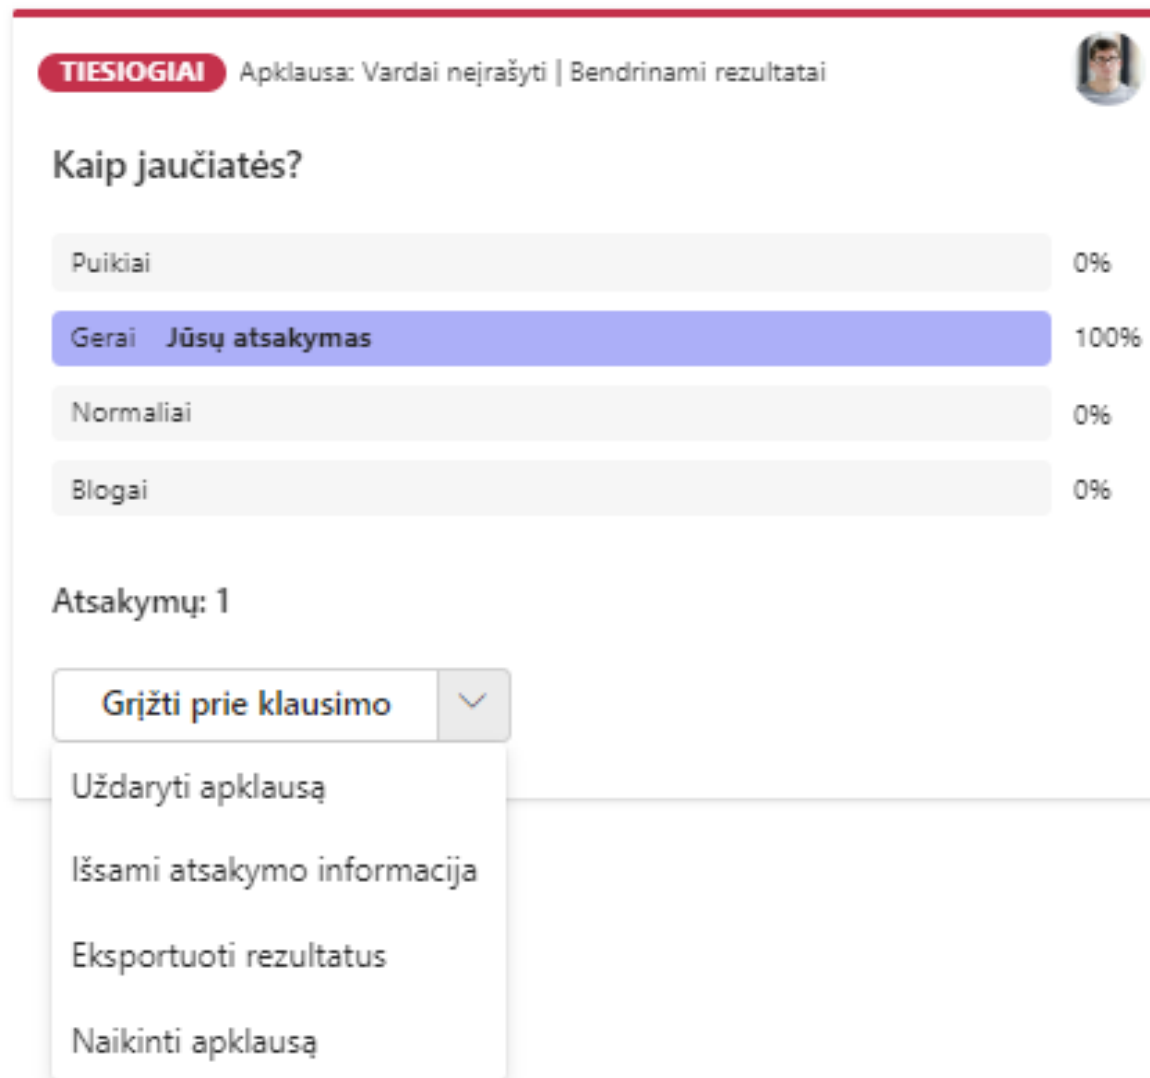 TIESIOGIAI Apklausa: Vardai neįrašyti | Bendrinami rezultatai
Kaip jaučiatės?
Puikiai 0%
Gerai Jūsų atsakymas 100%
Normaliai 0%
Blogai 0%
Atsakymų: 1
Grįžti prie klausimo
Uždaryti apklausą
Išsami atsakymo informacija
Eksportuoti rezultatus
Naikinti apklausą